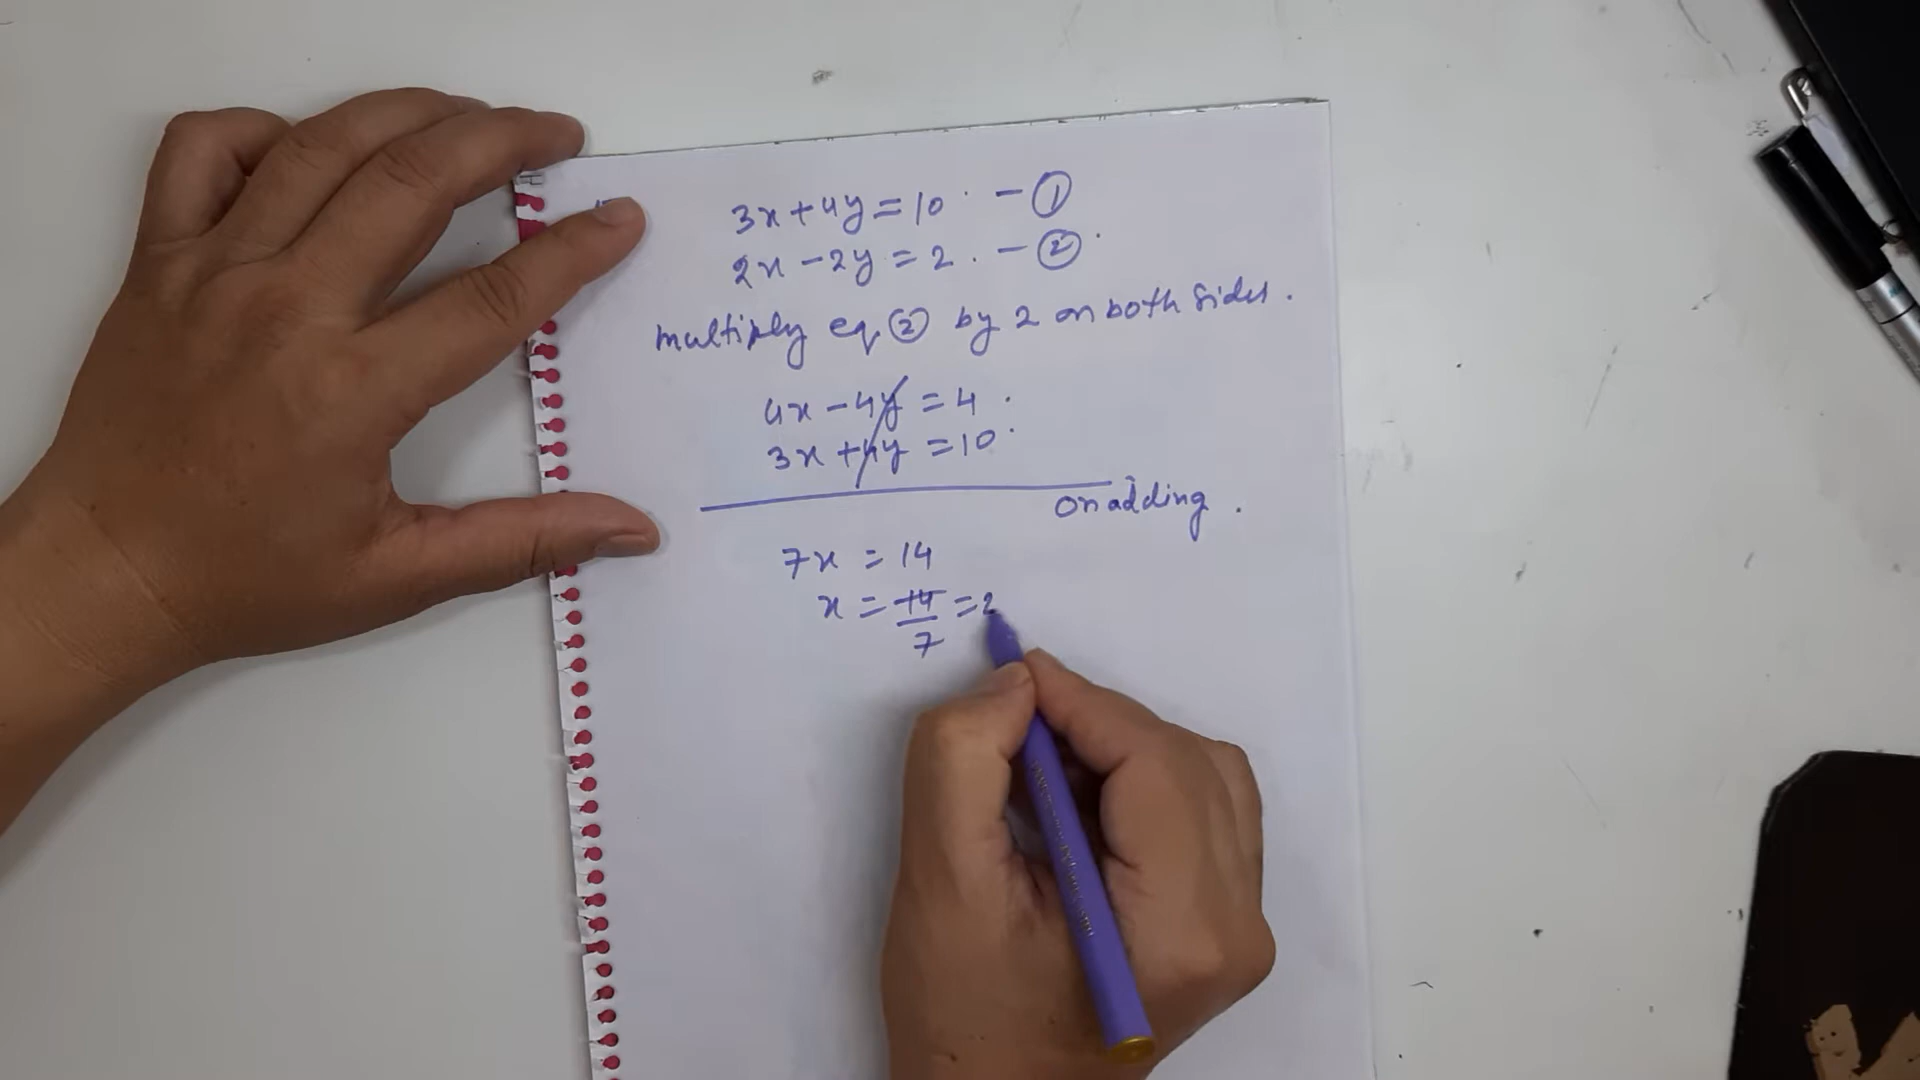 3x+4y=10 - ①
2x-2y=2. - ②
multiply eq ② by 2 on both sides.
4x-4y=4
3x+4y=10
on adding.
7x=14
x=14/7=2